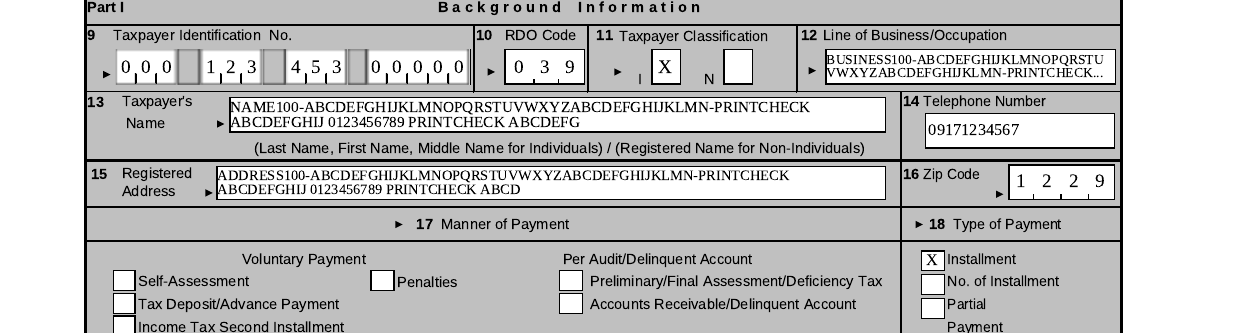 Part I Background Information
9 Taxpayer Identification No. 10 RDO Code 11 Taxpayer Classification 12 Line of Business/Occupation
000 123 453 00000 039 I X N BUSINESS100-ABCDEFGHIJKLMNOPQRSTU
VWXYZABCDEFGHIJKLMN-PRINTCHECK...
13 Taxpayer's NAME100-ABCDEFGHIJKLMNOPQRSTUVWXYZABCDEFGHIJKLMN-PRINTCHECK 14 Telephone Number
Name ABCDEFGHIJ 0123456789 PRINTCHECK ABCDEFG 09171234567
(Last Name, First Name, Middle Name for Individuals) / (Registered Name for Non-Individuals)
15 Registered ADDRESS100-ABCDEFGHIJKLMNOPQRSTUVWXYZABCDEFGHIJKLMN-PRINTCHECK 16 Zip Code 1229
Address ABCDEFGHIJ 0123456789 PRINTCHECK ABCD
17 Manner of Payment 18 Type of Payment
Voluntary Payment Per Audit/Delinquent Account X Installment
Self-Assessment Penalties Preliminary/Final Assessment/Deficiency Tax No. of Installment
Tax Deposit/Advance Payment Accounts Receivable/Delinquent Account Partial
Income Tax Second Installment Payment